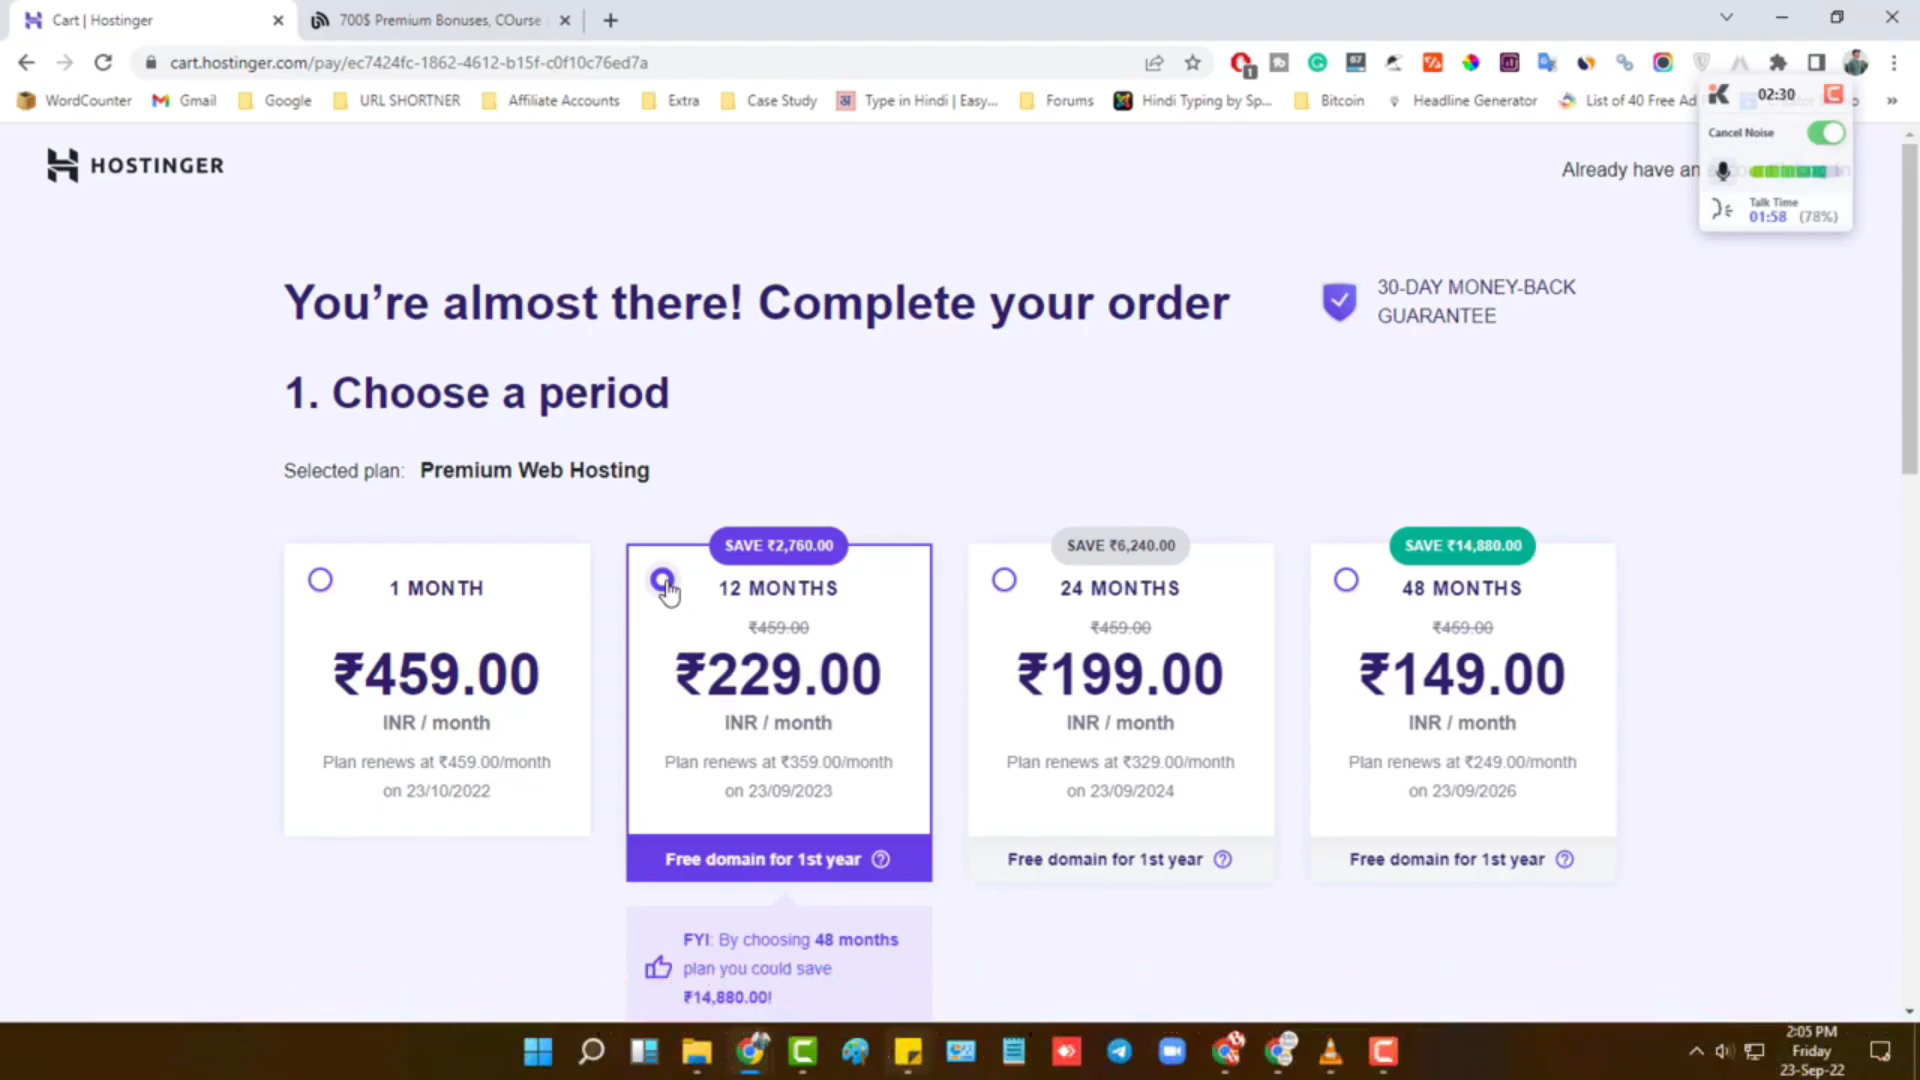 Cart | Hostinger
700$ Premium Bonuses, COurse
cart.hostinger.com/pay/ec7424fc-1862-4612-b15f-c0f10c76ed7a
WordCounter
Gmail
Google
URL SHORTNER
Affiliate Accounts
Extra
Case Study
Type in Hindi | Easy...
Forums
Hindi Typing by Sp...
Bitcoin
Headline Generator
List of 40 Free Ad
02:30
Cancel Noise
Talk Time
01:58 (78%)
HOSTINGER
Already have an
You're almost there! Complete your order
30-DAY MONEY-BACK
GUARANTEE
1. Choose a period
Selected plan: Premium Web Hosting
1 MONTH
₹459.00
INR / month
Plan renews at ₹459.00/month
on 23/10/2022
SAVE ₹2,760.00
12 MONTHS
₹459.00
₹229.00
INR / month
Plan renews at ₹359.00/month
on 23/09/2023
Free domain for 1st year
FYI: By choosing 48 months
plan you could save
₹14,880.00!
SAVE ₹6,240.00
24 MONTHS
₹459.00
₹199.00
INR / month
Plan renews at ₹329.00/month
on 23/09/2024
Free domain for 1st year
SAVE ₹14,880.00
48 MONTHS
₹459.00
₹149.00
INR / month
Plan renews at ₹249.00/month
on 23/09/2026
Free domain for 1st year
2:05 PM
Friday
23-Sep-22